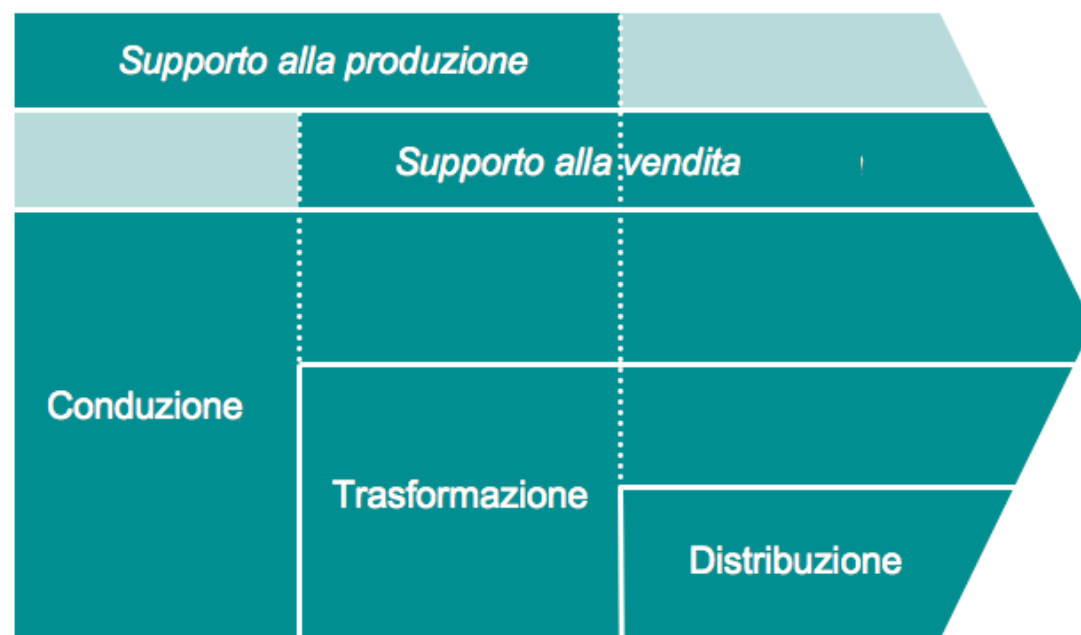 Supporto alla produzione
Supporto alla vendita
Conduzione
Trasformazione
Distribuzione